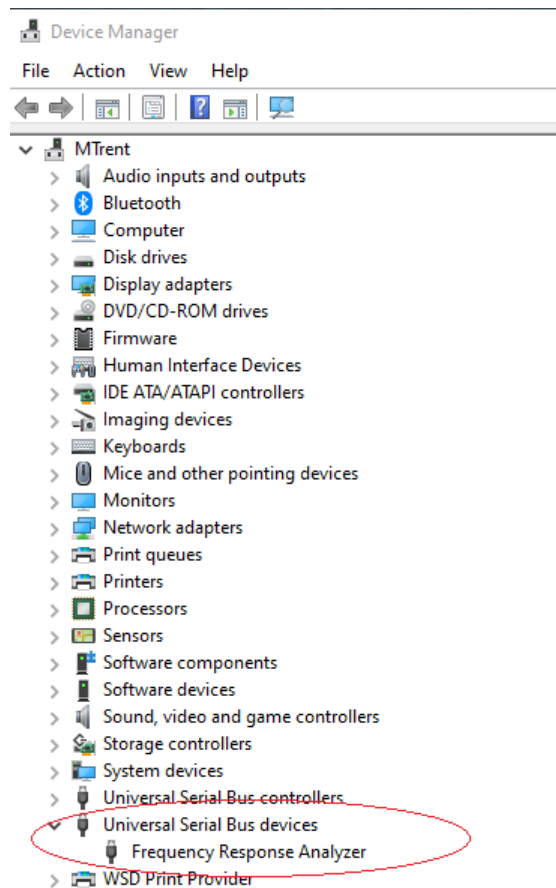 Device Manager
File Action View Help
MTrent
Audio inputs and outputs
Bluetooth
Computer
Disk drives
Display adapters
DVD/CD-ROM drives
Firmware
Human Interface Devices
IDE ATA/ATAPI controllers
Imaging devices
Keyboards
Mice and other pointing devices
Monitors
Network adapters
Print queues
Printers
Processors
Sensors
Software components
Software devices
Sound, video and game controllers
Storage controllers
System devices
Universal Serial Bus controllers
Universal Serial Bus devices
Frequency Response Analyzer
WSD Print Provider